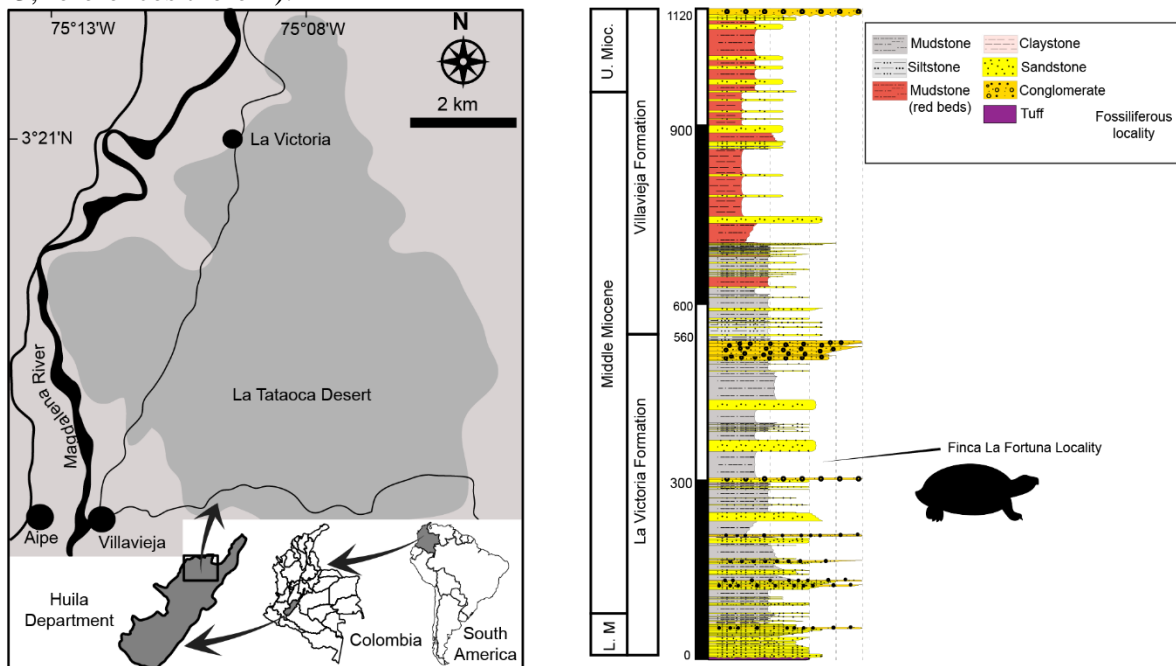 75°13'W
75°08'W
N
2 km
3°21'N
La Victoria
La Tataoca Desert
Magdalena River
Aipe
Villavieja
Huila
Department
Colombia
South
America
U. Mioc.
Middle Miocene
L. M
Villavieja Formation
La Victoria Formation
1120
900
600
560
300
0
Mudstone
Siltstone
Mudstone
(red beds)
Claystone
Sandstone
Conglomerate
Tuff
Fossiliferous
locality
Finca La Fortuna Locality